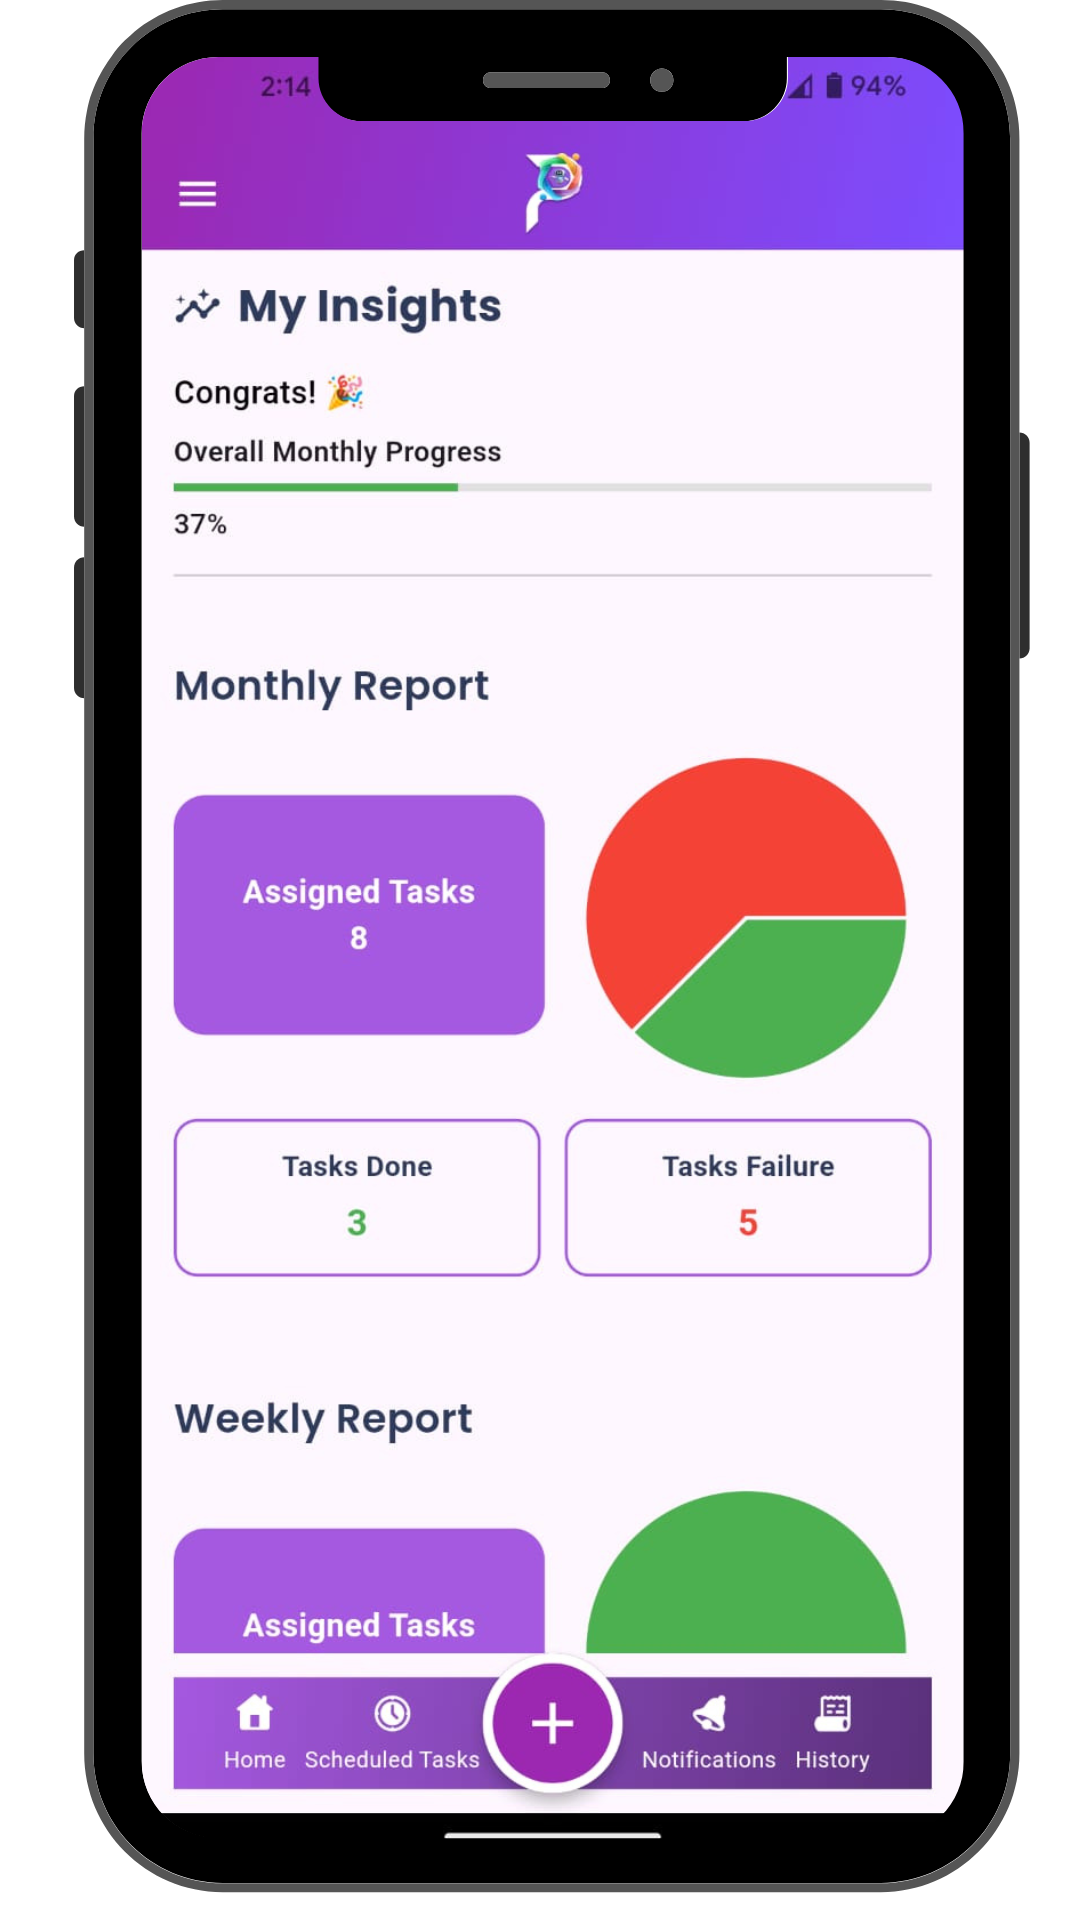 2:14
94%
My Insights
Congrats! 🎉
Overall Monthly Progress
37%
Monthly Report
Assigned Tasks
8
Tasks Done
3
Tasks Failure
5
Weekly Report
Assigned Tasks
Home
Scheduled Tasks
Notifications
History